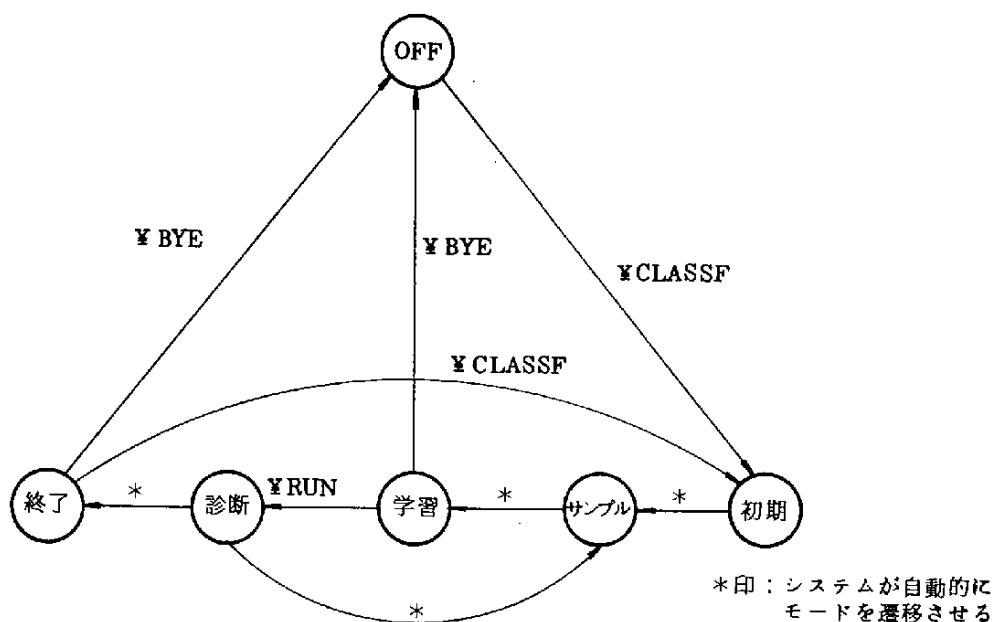 OFF
¥ BYE
¥ BYE
¥CLASSF
¥ CLASSF
終了
*
診断
¥RUN
学習
*
サンプル
*
初期
*
*印：システムが自動的に
モードを遷移させる